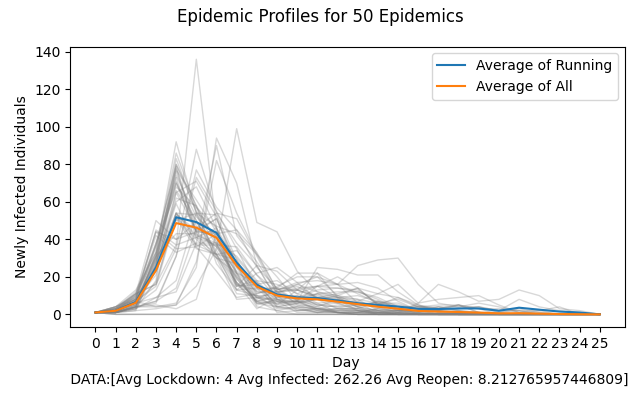 Epidemic Profiles for 50 Epidemics
140
120
100
80
60
40
20
0
Newly Infected Individuals
Average of Running
Average of All
0 1 2 3 4 5 6 7 8 9 10 11 12 13 14 15 16 17 18 19 20 21 22 23 24 25
Day
DATA:[Avg Lockdown: 4 Avg Infected: 262.26 Avg Reopen: 8.212765957446809]